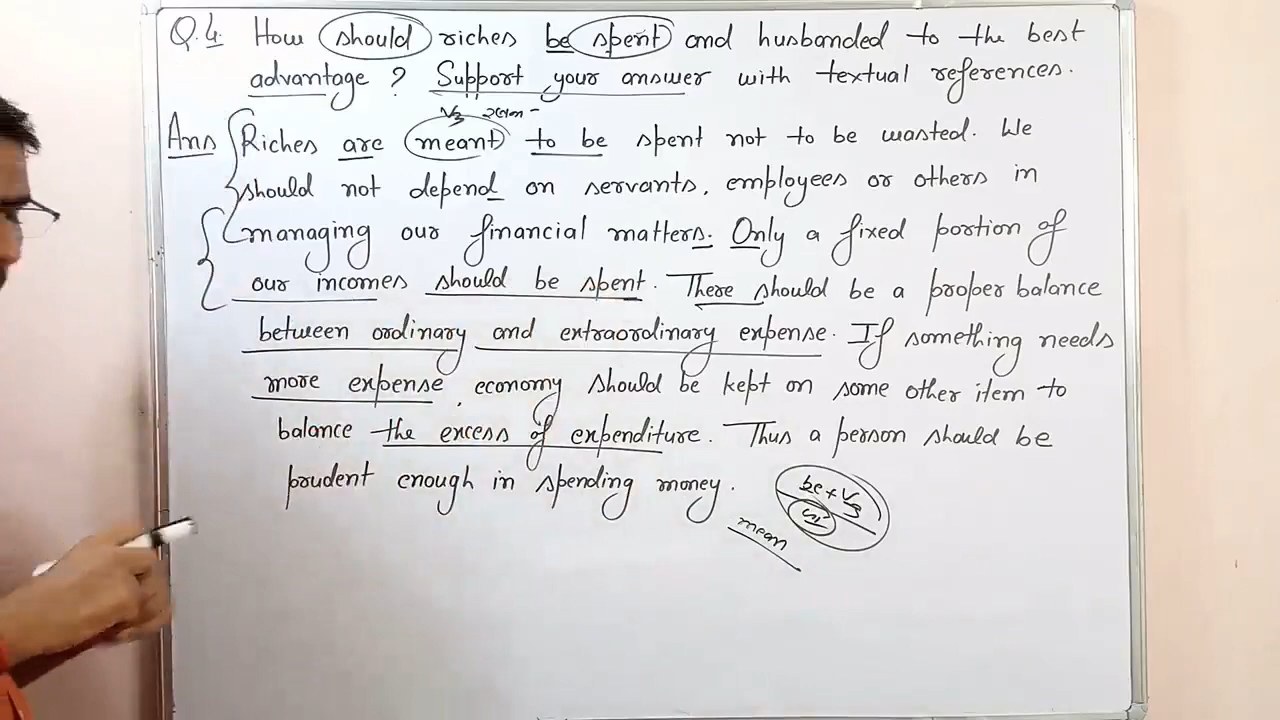 Q.4. How should riches be spent and husbanded to the best
advantage? Support your answer with textual references.
V3
Ans Riches are meant to be spent not to be wasted. We
should not depend on servants, employees or others in
managing our financial matters. Only a fixed portion of
our incomes should be spent. There should be a proper balance
between ordinary and extraordinary expense. If something needs
more expense, economy should be kept on some other item to
balance the excess of expenditure. Thus a person should be
prudent enough in spending money.
be + V3
mean